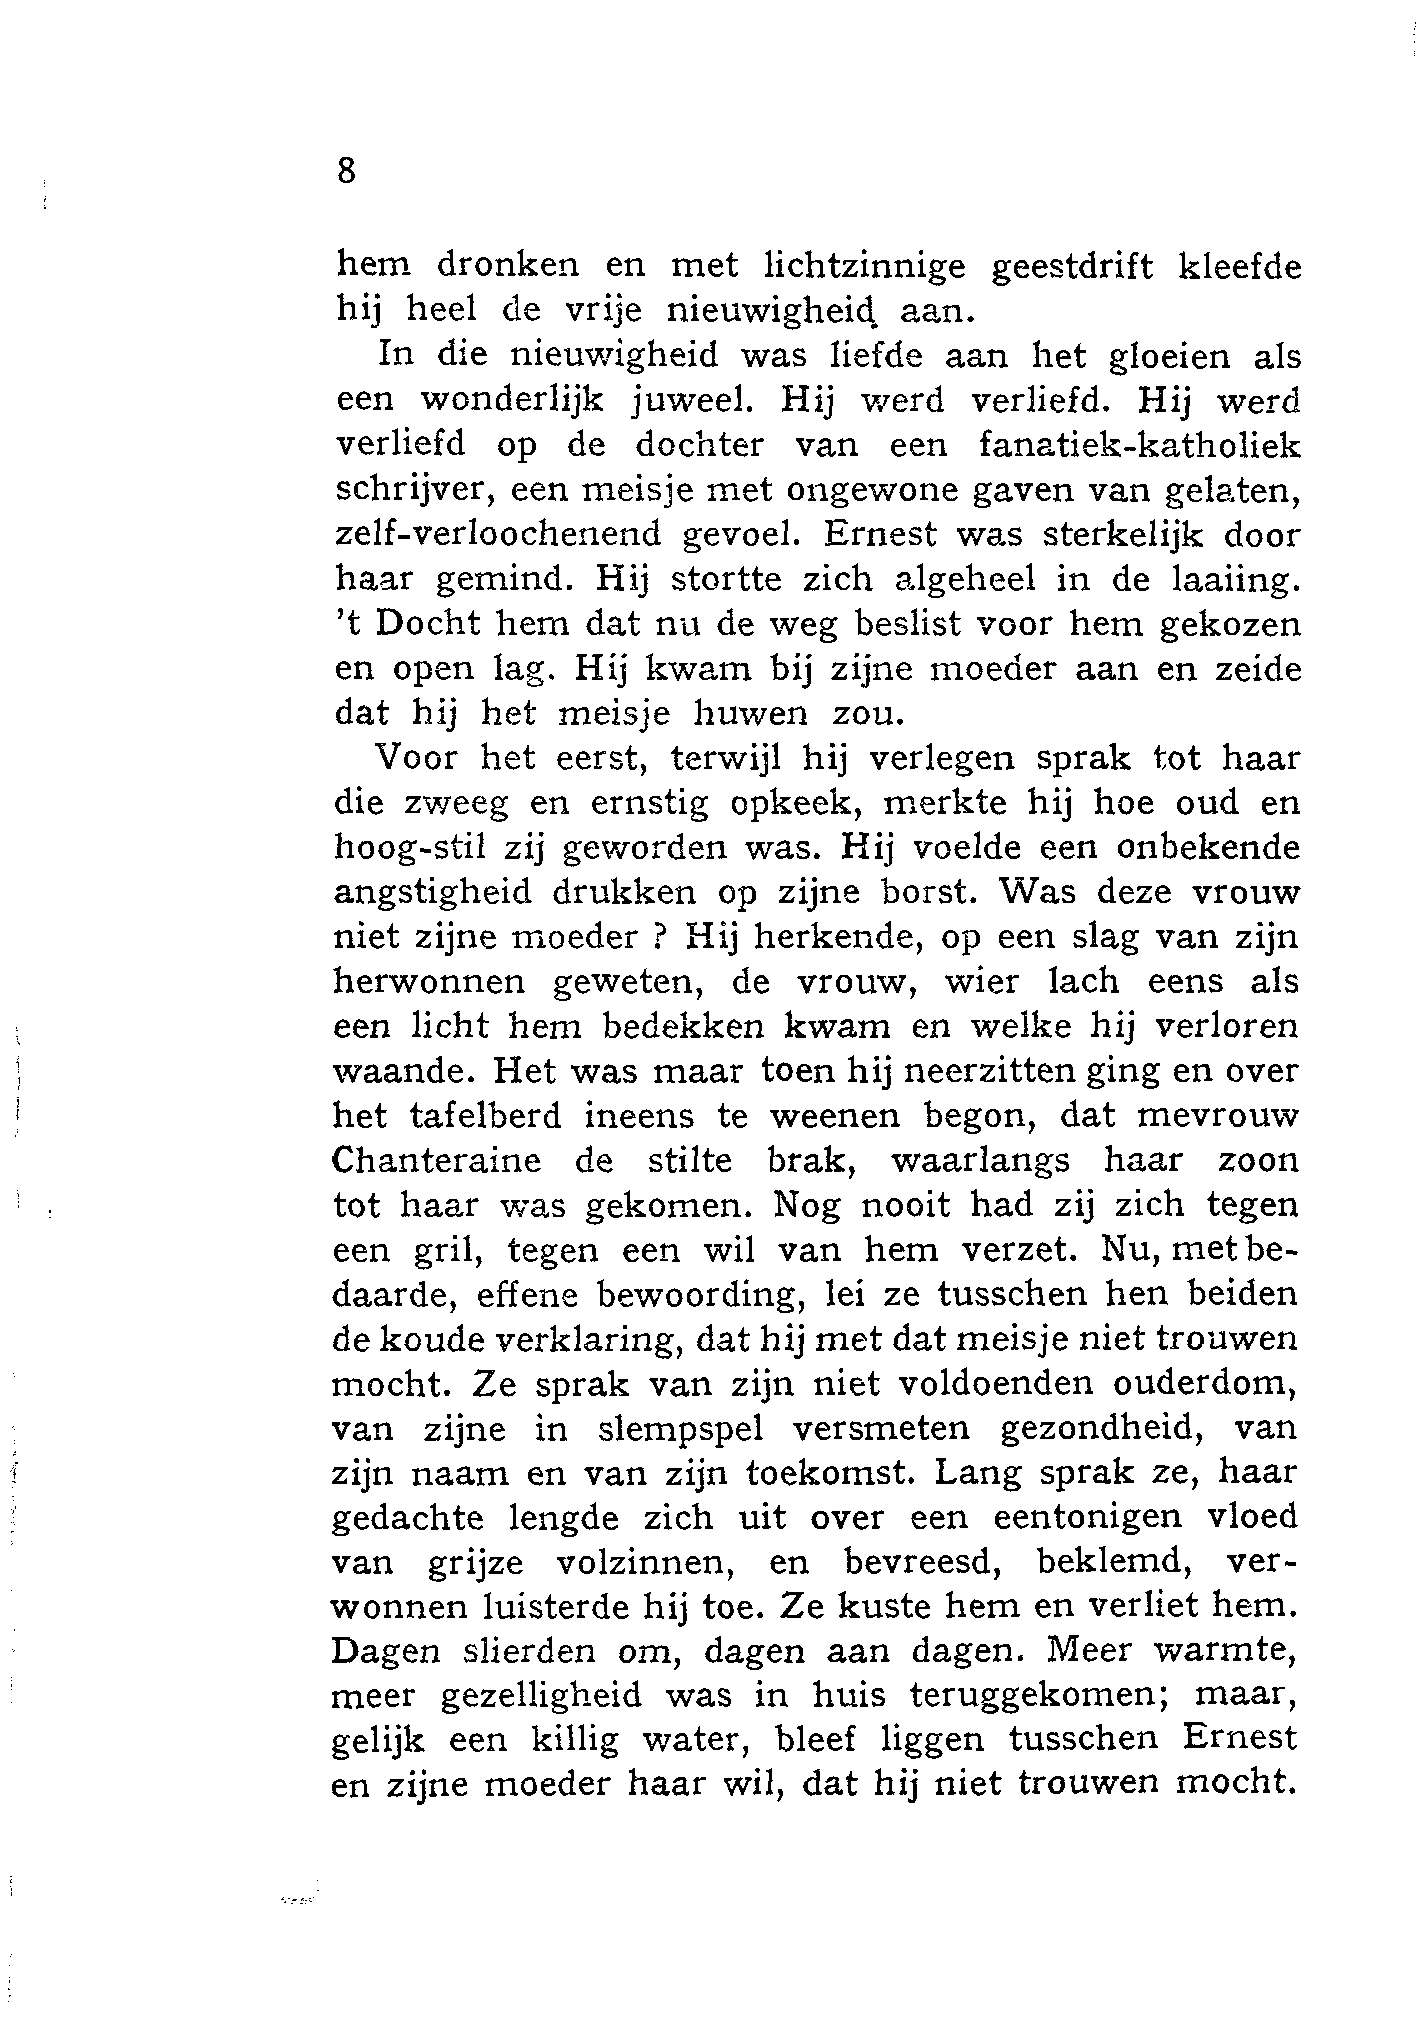 8
hem dronken en met lichtzinnige geestdrift kleefde
hij heel de vrije nieuwigheid aan.
In die nieuwigheid was liefde aan het gloeien als
een wonderlijk juweel. Hij werd verliefd. Hij werd
verliefd op de dochter van een fanatiek-katholiek
schrijver, een meisje met ongewone gaven van gelaten,
zelf-verloochenend gevoel. Ernest was sterkelijk door
haar gemind. Hij stortte zich algeheel in de laaiing.
't Docht hem dat nu de weg beslist voor hem gekozen
en open lag. Hij kwam bij zijne moeder aan en zeide
dat hij het meisje huwen zou.
Voor het eerst, terwijl hij verlegen sprak tot haar
die zweeg en ernstig opkeek, merkte hij hoe oud en
hoog-stil zij geworden was. Hij voelde een onbekende
angstigheid drukken op zijne borst. Was deze vrouw
niet zijne moeder ? Hij herkende, op een slag van zijn
herwonnen geweten, de vrouw, wier lach eens als
een licht hem bedekken kwam en welke hij verloren
waande. Het was maar toen hij neerzitten ging en over
het tafelberd ineens te weenen begon, dat mevrouw
Chanteraine de stilte brak, waarlangs haar zoon
tot haar was gekomen. Nog nooit had zij zich tegen
een gril, tegen een wil van hem verzet. Nu, met be-
daarde, effene bewoording, lei ze tusschen hen beiden
de koude verklaring, dat hij met dat meisje niet trouwen
mocht. Ze sprak van zijn niet voldoenden ouderdom,
van zijne in slempspel versmeten gezondheid, van
zijn naam en van zijn toekomst. Lang sprak ze, haar
gedachte lengde zich uit over een eentonigen vloed
van grijze volzinnen, en bevreesd, beklemd, ver-
wonnen luisterde hij toe. Ze kuste hem en verliet hem.
Dagen slierden om, dagen aan dagen. Meer warmte,
meer gezelligheid was in huis teruggekomen; maar,
gelijk een killig water, bleef liggen tusschen Ernest
en zijne moeder haar wil, dat hij niet trouwen mocht.